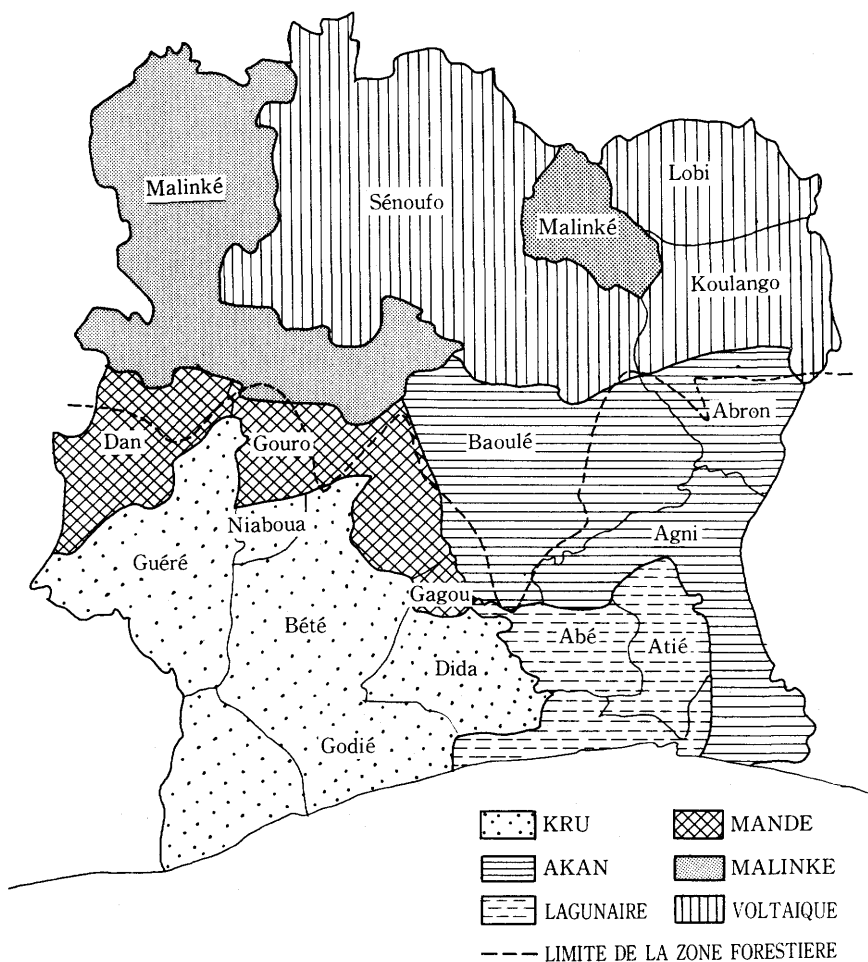 Malinké
Sénoufo
Lobi
Malinké
Koulango
Abron
Dan
Gouro
Baoulé
Niaboua
Agni
Guéré
Gagou
Bété
Abé
Atié
Dida
Godié
KRU
MANDE
AKAN
MALINKE
LAGUNAIRE
VOLTAIQUE
LIMITE DE LA ZONE FORESTIERE